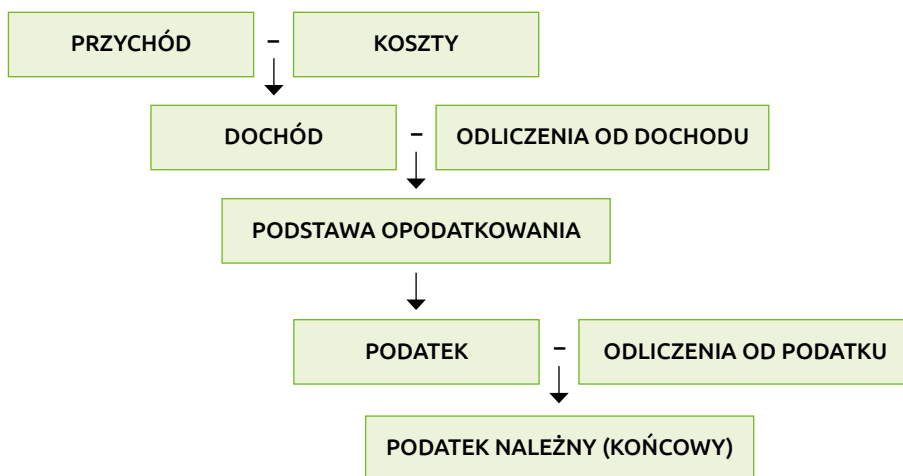 PRZYCHÓD – KOSZTY
DOCHÓD – ODLICZENIA OD DOCHODU
PODSTAWA OPODATKOWANIA
PODATEK – ODLICZENIA OD PODATKU
PODATEK NALEŻNY (KOŃCOWY)